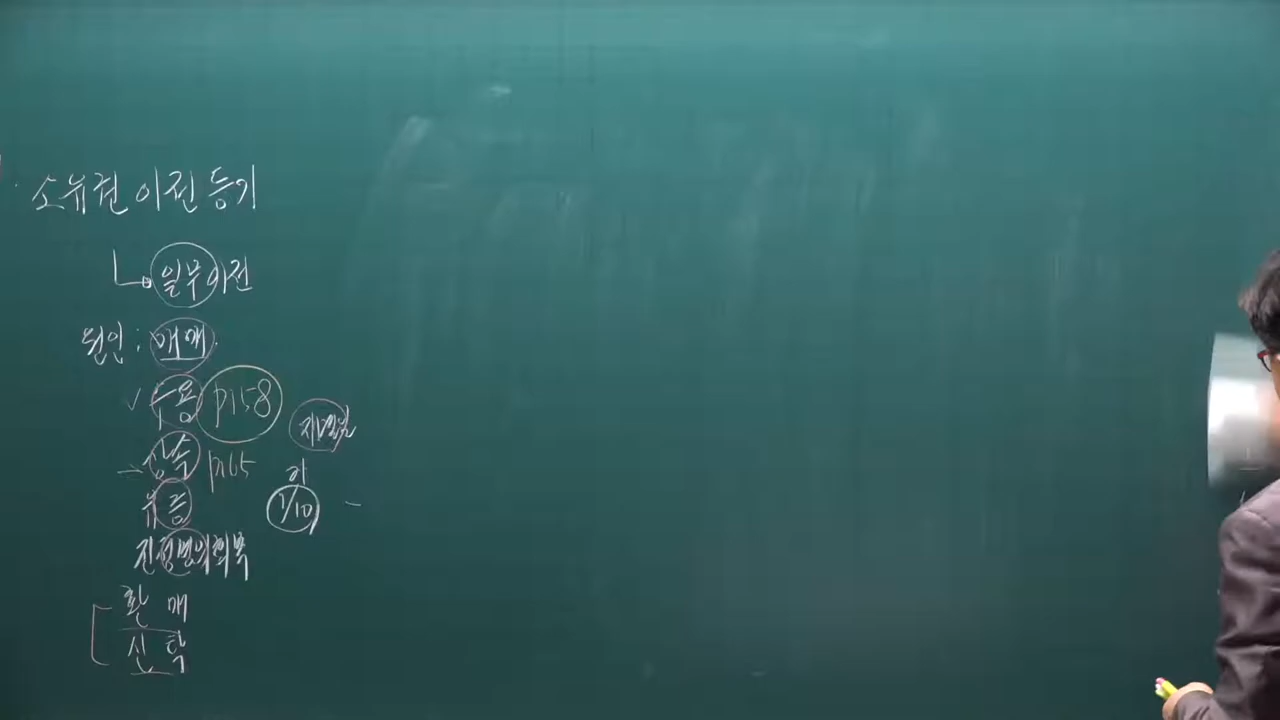 소유권 이전 등기
일부이전
원인 : 매매
✓ 수용 p158
상속 p165
유증 1/10
진정명의회복
환매
신탁